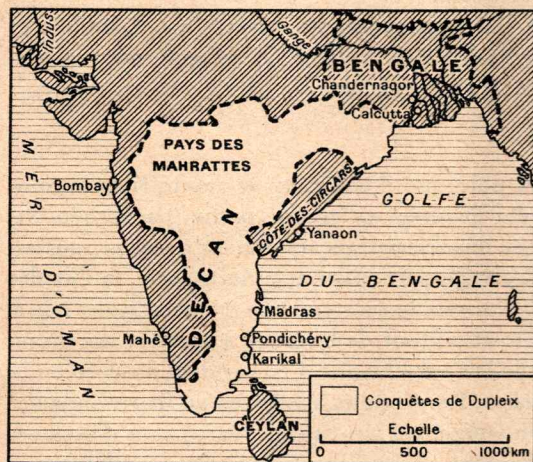 Indus
Gange
BENGALE
Chandernagor
Calcutta
PAYS DES
MAHRATTES
Bombay
MER D'OMAN
GOLFE
DU BENGALE
CÔTE-DES-CIRCARS
Yanaon
DECAN
Madras
Mahé
Pondichéry
Karikal
CEYLAN
Conquêtes de Dupleix
Echelle
0 500 1000 km